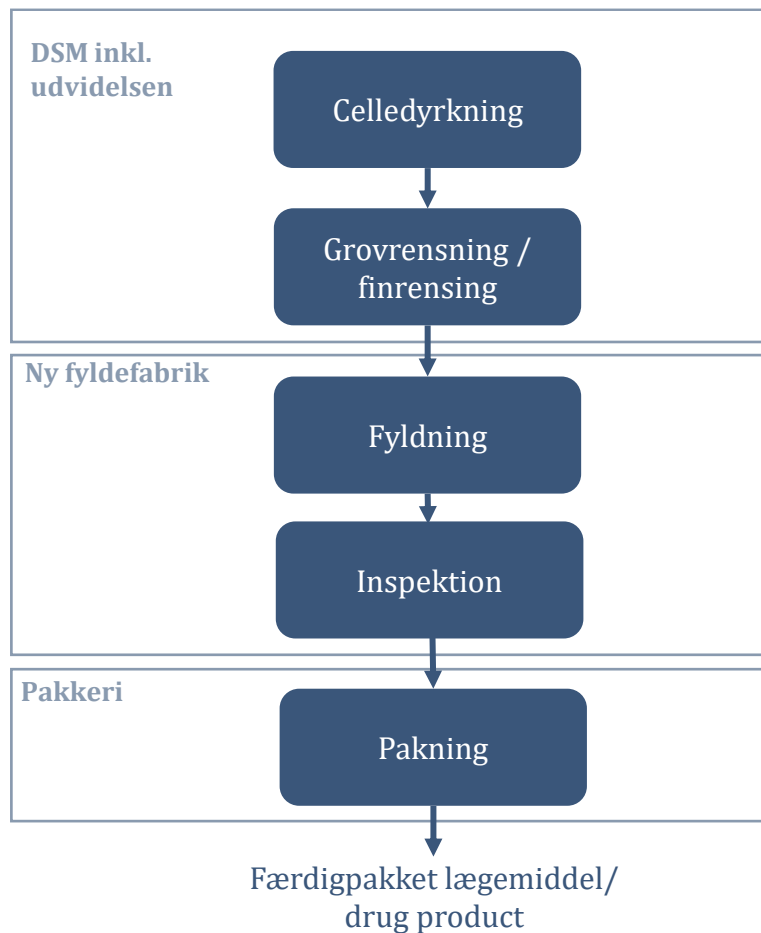 DSM inkl.
udvidelsen
Celledyrkning
Grovrensning /
finrensing
Ny fyldefabrik
Fyldning
Inspektion
Pakkeri
Pakning
Færdigpakket lægemiddel/
drug product